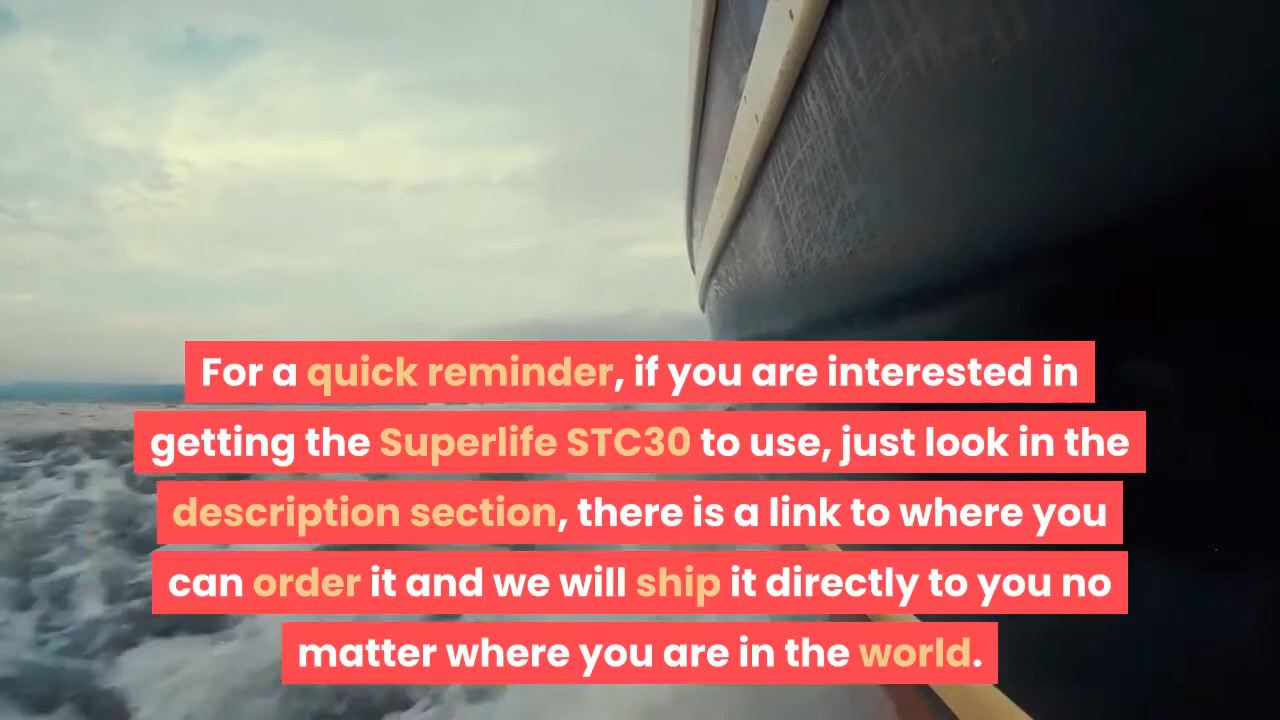 For a quick reminder, if you are interested in
getting the Superlife STC30 to use, just look in the
description section, there is a link to where you
can order it and we will ship it directly to you no
matter where you are in the world.